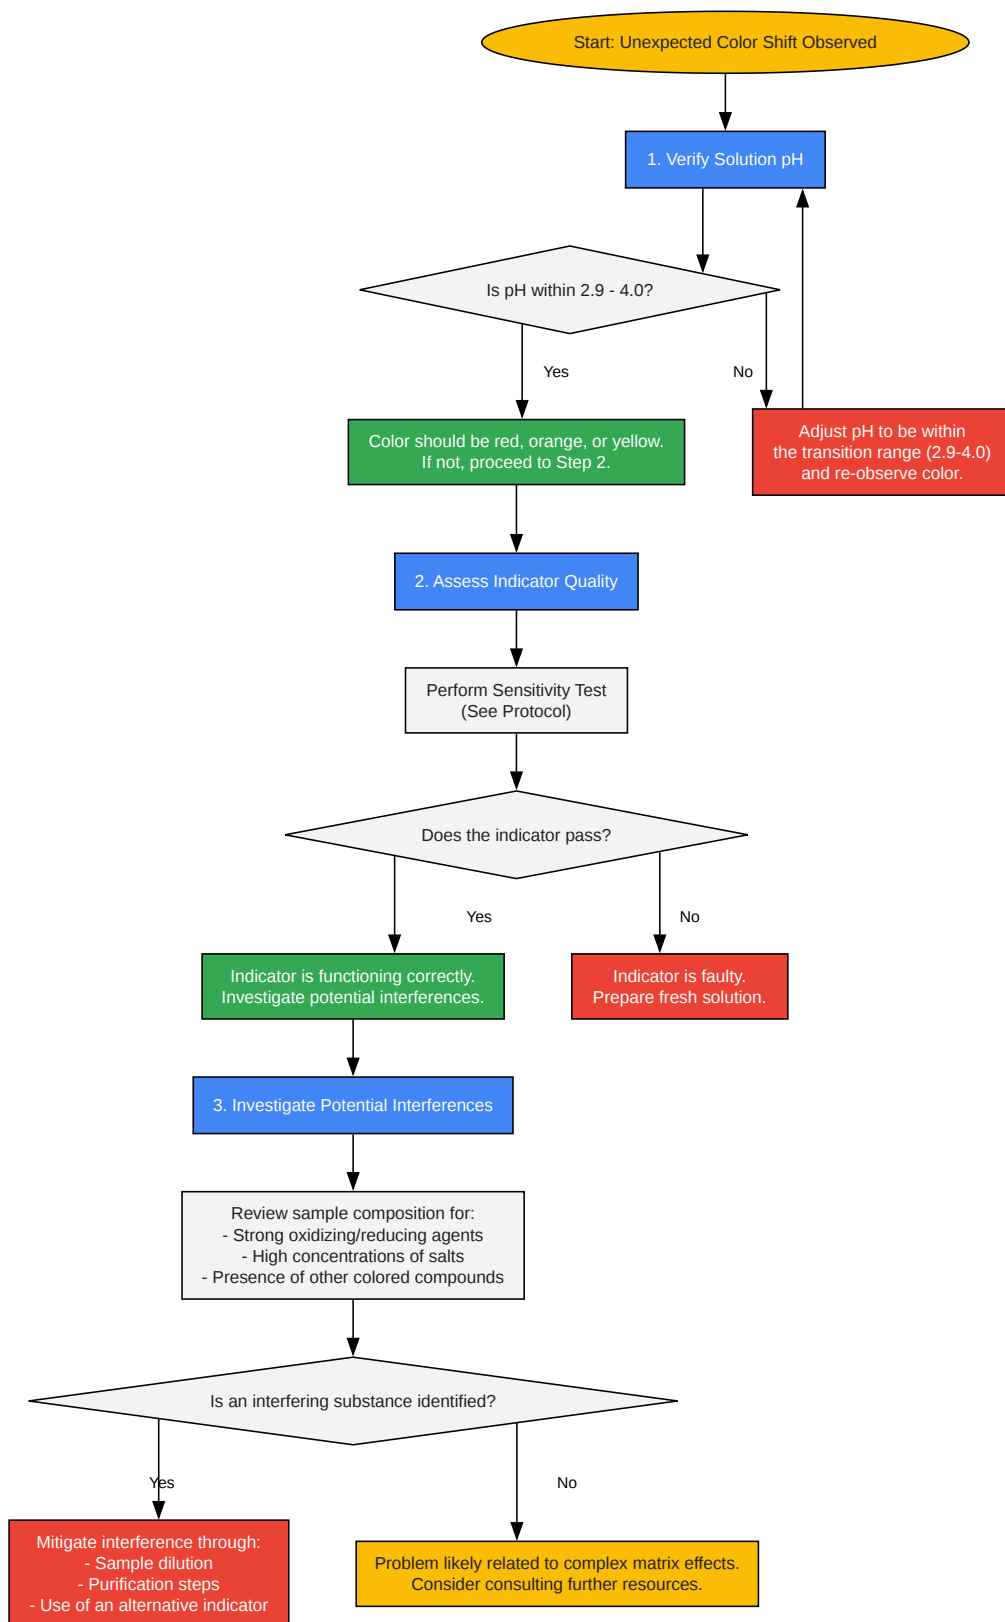 Start: Unexpected Color Shift Observed
1. Verify Solution pH
Is pH within 2.9 - 4.0?
Yes
No
Color should be red, orange, or yellow.
If not, proceed to Step 2.
Adjust pH to be within
the transition range (2.9-4.0)
and re-observe color.
2. Assess Indicator Quality
Perform Sensitivity Test
(See Protocol)
Does the indicator pass?
Yes
No
Indicator is functioning correctly.
Investigate potential interferences.
Indicator is faulty.
Prepare fresh solution.
3. Investigate Potential Interferences
Review sample composition for:
- Strong oxidizing/reducing agents
- High concentrations of salts
- Presence of other colored compounds
Is an interfering substance identified?
Yes
No
Mitigate interference through:
- Sample dilution
- Purification steps
- Use of an alternative indicator
Problem likely related to complex matrix effects.
Consider consulting further resources.